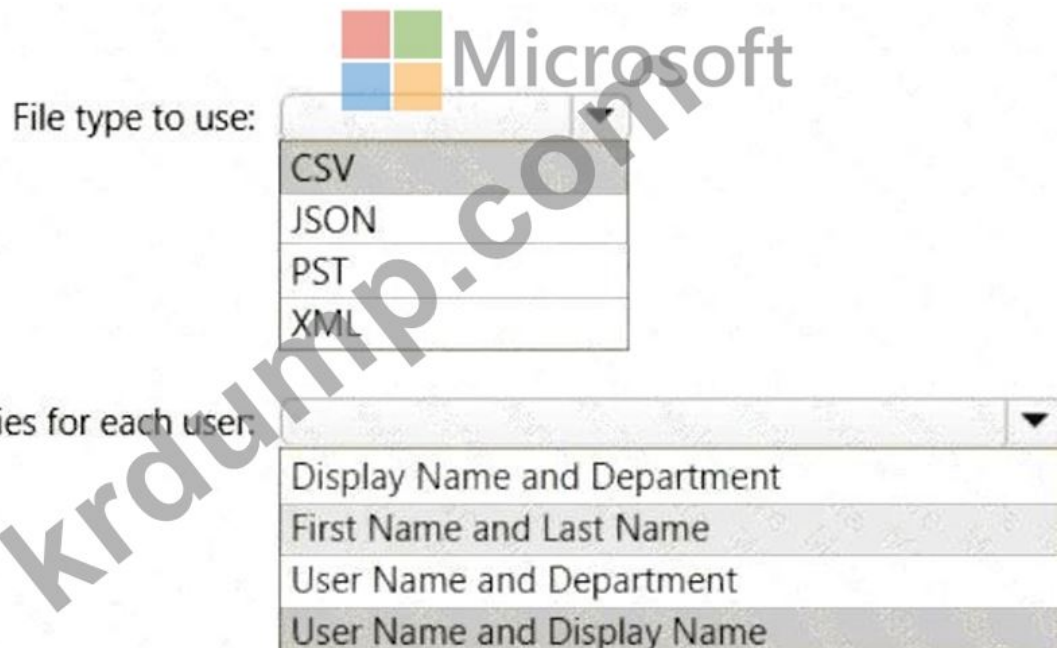 Microsoft
File type to use:
CSV
JSON
PST
XML
ies for each user:
Display Name and Department
First Name and Last Name
User Name and Department
User Name and Display Name
krdump.com